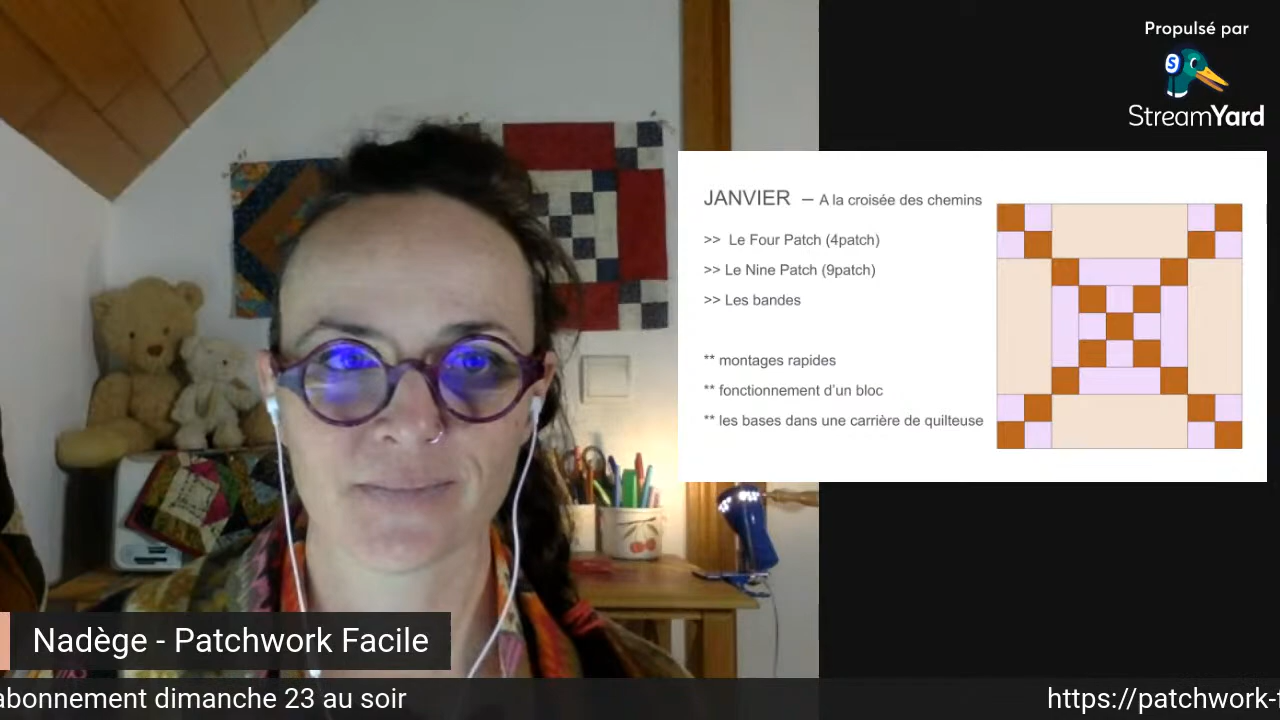 Propulsé par
S
StreamYard
JANVIER – A la croisée des chemins
>> Le Four Patch (4patch)
>> Le Nine Patch (9patch)
>> Les bandes
** montages rapides
** fonctionnement d'un bloc
** les bases dans une carrière de quilteuse
Nadège - Patchwork Facile
abonnement dimanche 23 au soir
https://patchwork-